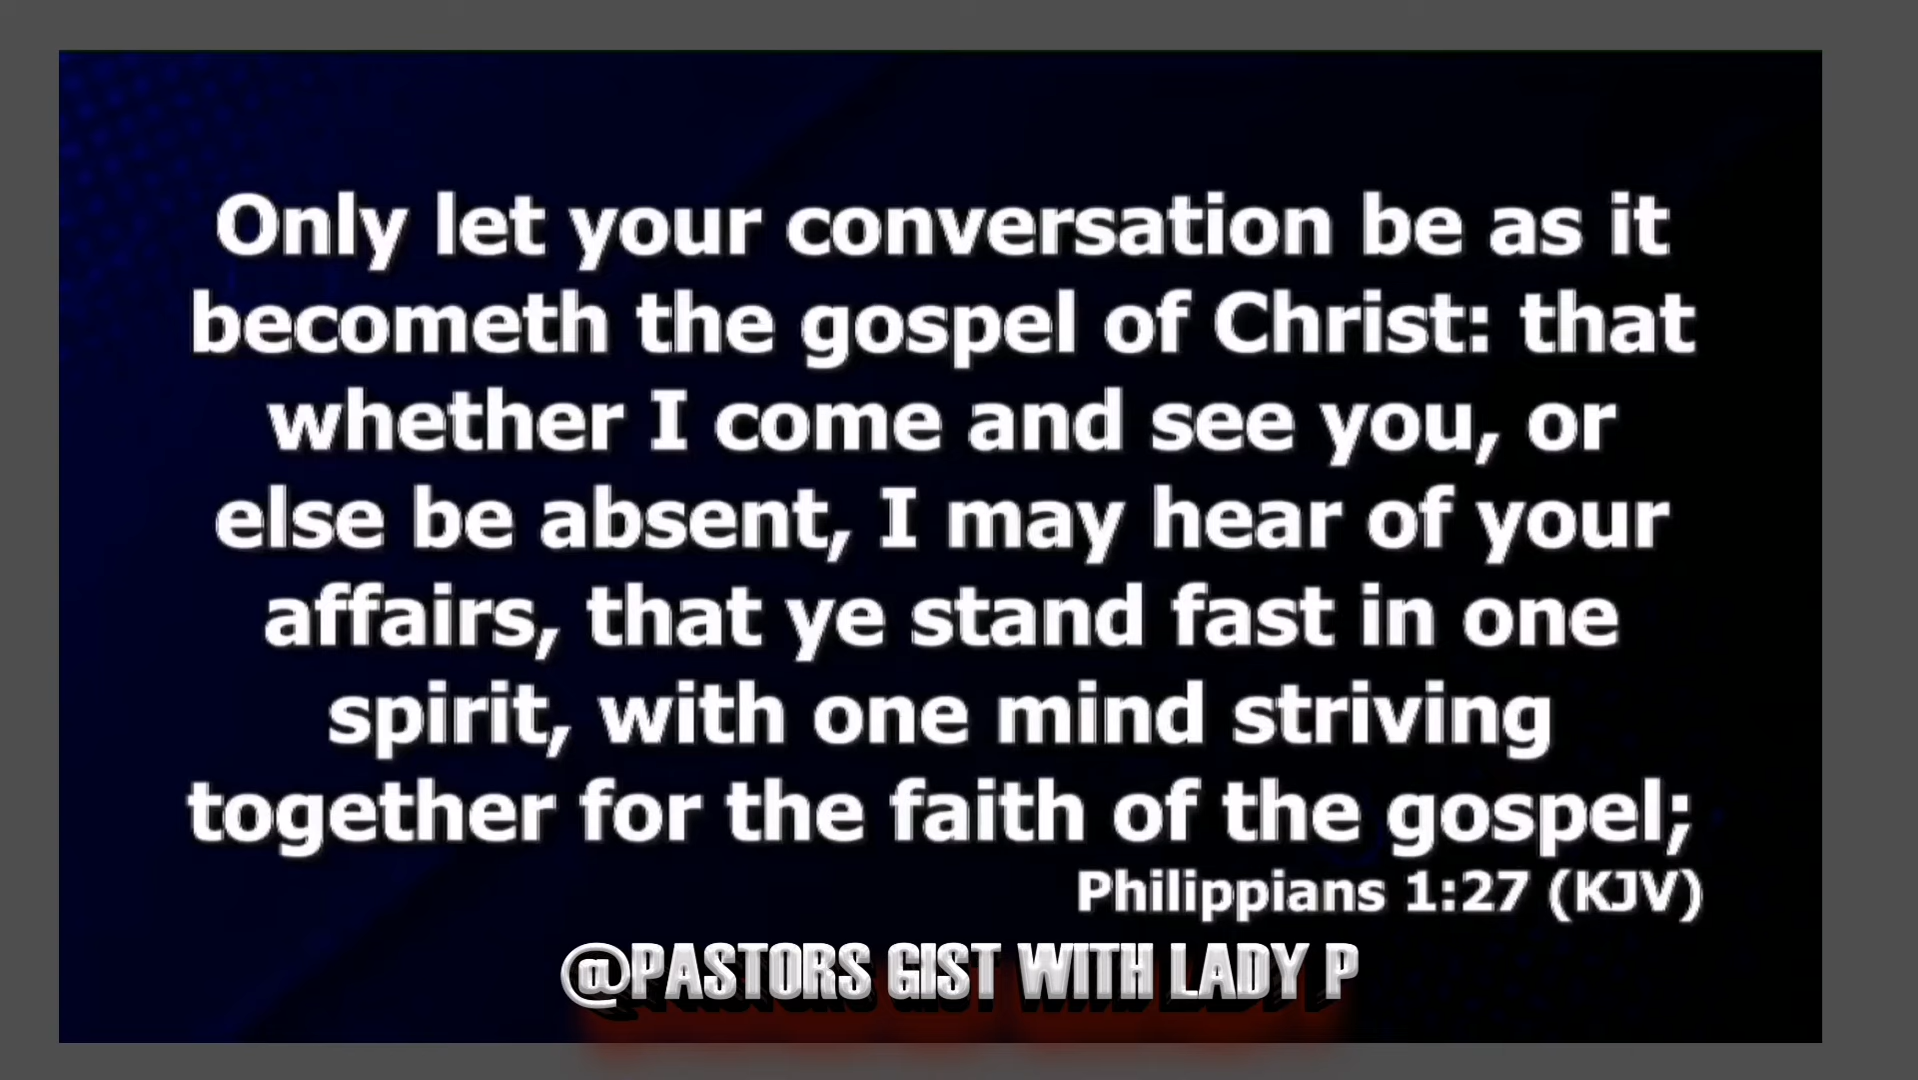 Only let your conversation be as it
becometh the gospel of Christ: that
whether I come and see you, or
else be absent, I may hear of your
affairs, that ye stand fast in one
spirit, with one mind striving
together for the faith of the gospel;
Philippians 1:27 (KJV)
@PASTORS GIST WITH LADY P